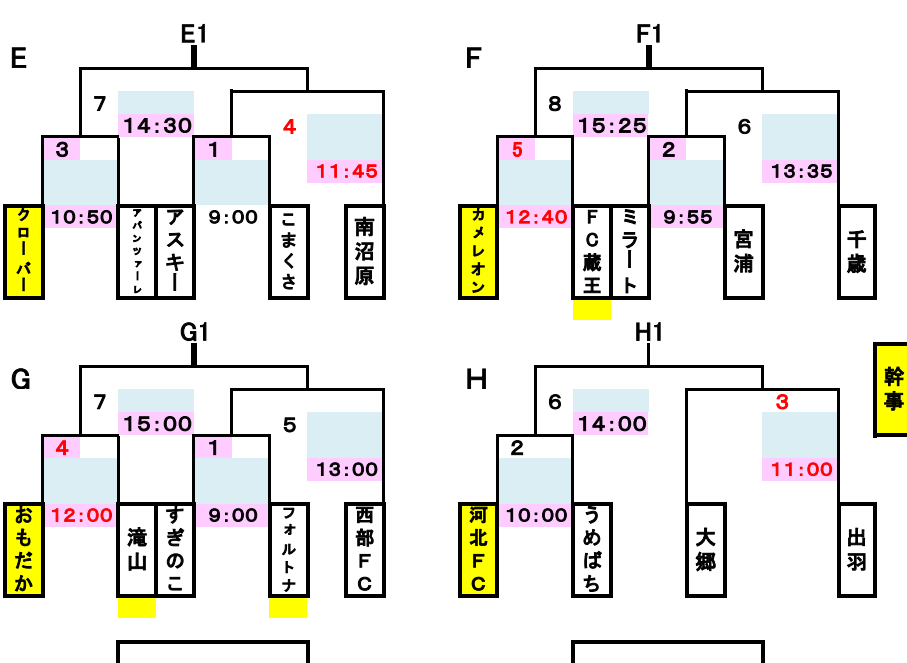 E
E1
7
14:30
4
11:45
3
10:50
1
9:00
クローバー
アバンツァーレ
アスキー
こまくさ
南沼原
F
F1
8
15:25
6
13:35
5
12:40
2
9:55
カメレオン
FC蔵王
ミラート
宮浦
千歳
G
G1
7
15:00
5
13:00
4
12:00
1
9:00
おもだか
滝山
すぎのこ
フォルトナ
西部FC
H
H1
6
14:00
3
11:00
2
10:00
河北FC
うめばち
大郷
出羽
幹事